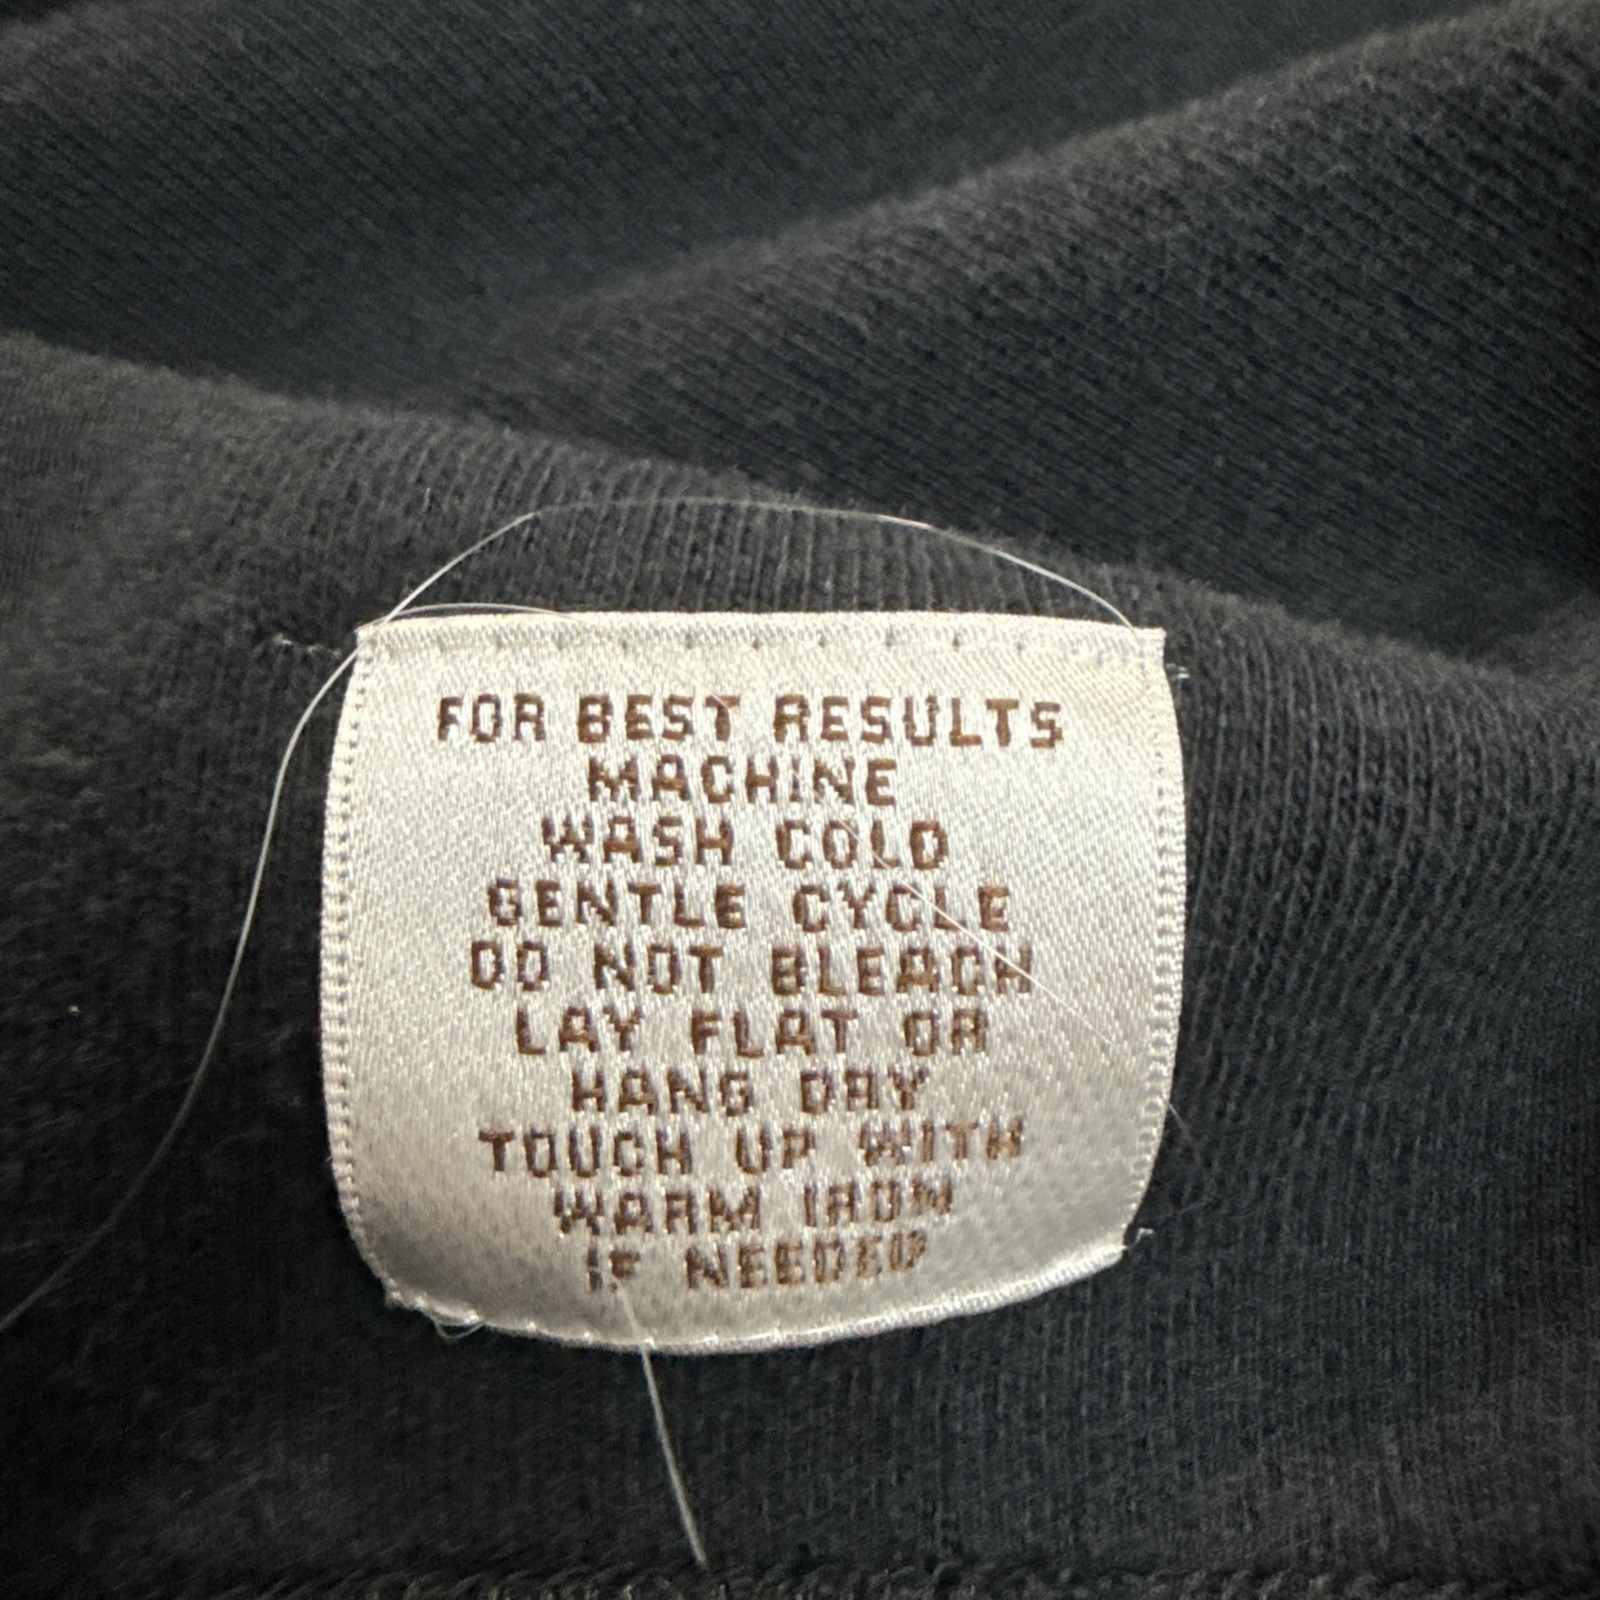 FOR BEST RESULTS
MACHINE
WASH COLD
GENTLE CYCLE
DO NOT BLEACH
LAY FLAT OR
HANG DRY
TOUCH UP WITH
WARM IRON
IF NEEDED